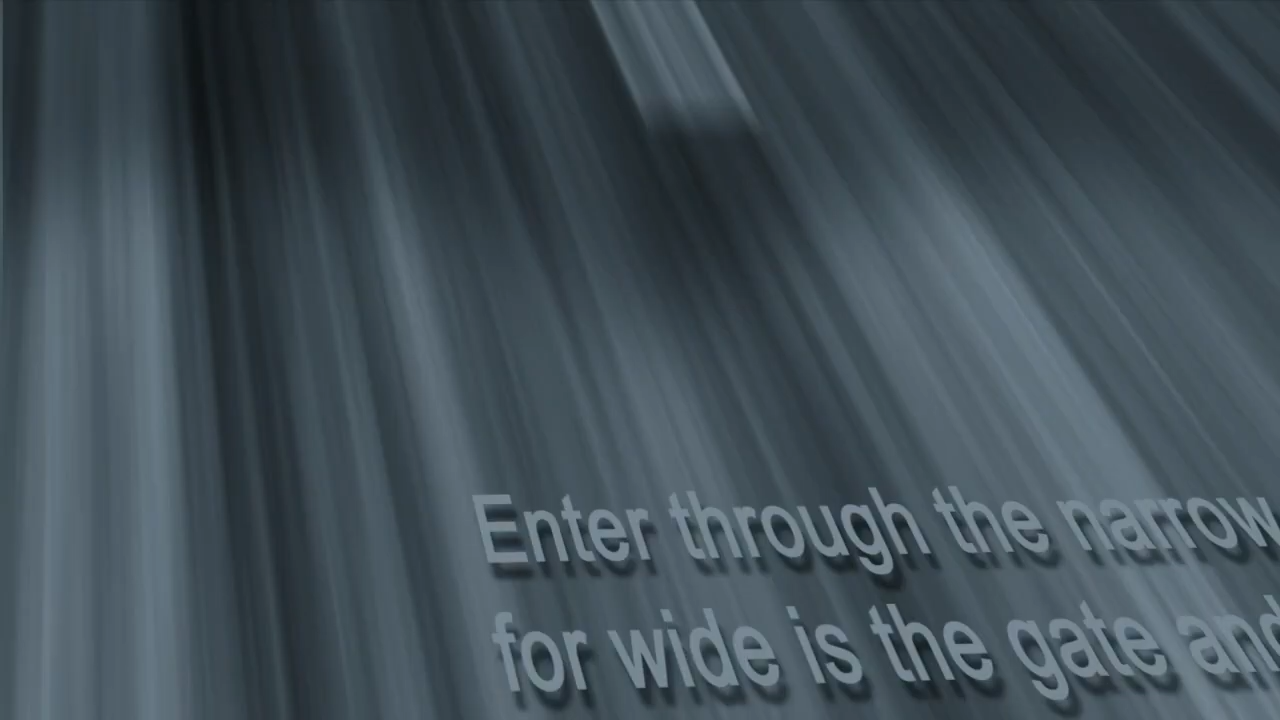 Enter through the narrow
for wide is the gate and